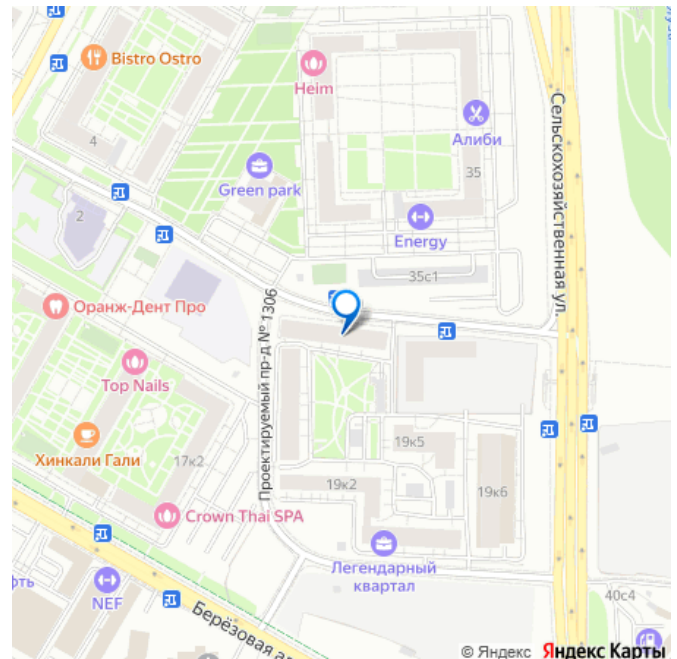 Bistro Ostro
Heim
4
Алиби
35
Green park
2
Energy
Сельскохозяйственная ул.
35с1
Оранж-Дент Про
Проектируемый пр-д № 1306
Top Nails
Хинкали Гали
17к2
19к5
19к2
19к6
Crown Thai SPA
Легендарный
квартал
NEF
40с4
Берёзовая
© Яндекс Яндекс Карты